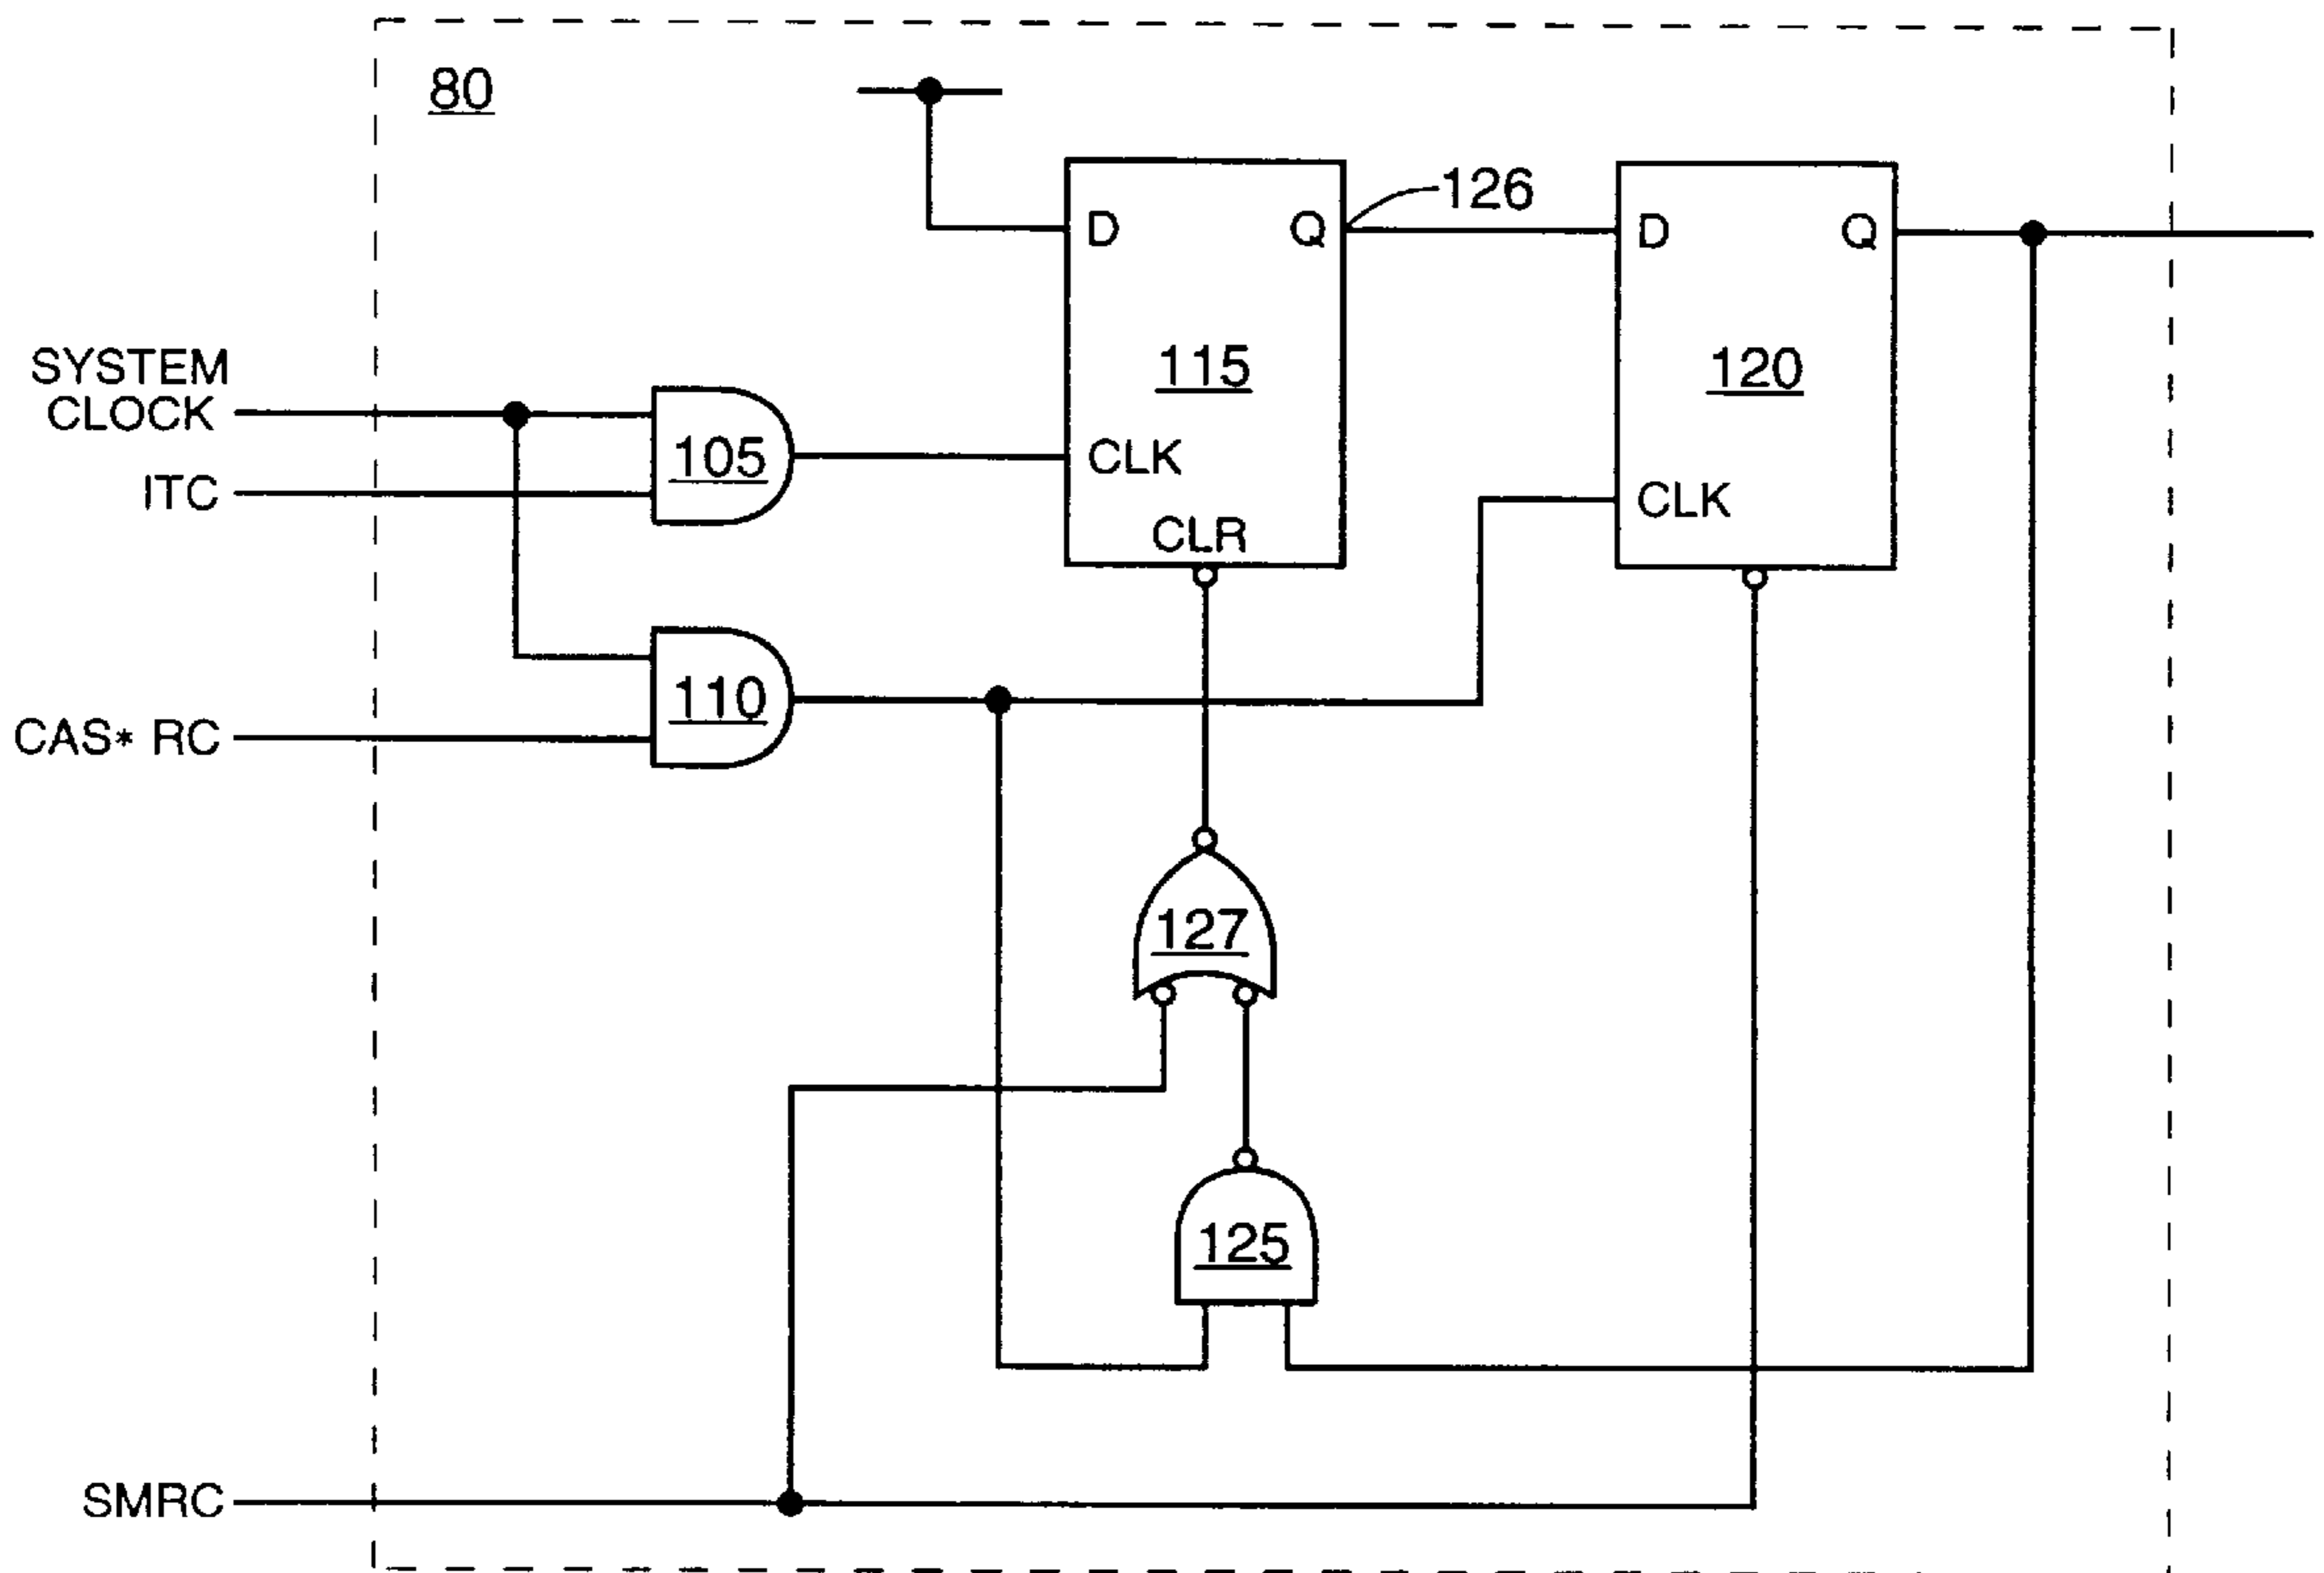 80
126
D Q
D Q
115
120
SYSTEM
CLOCK
105
CLK
ITC
CLK
CLR
110
CAS* RC
127
125
SMRC